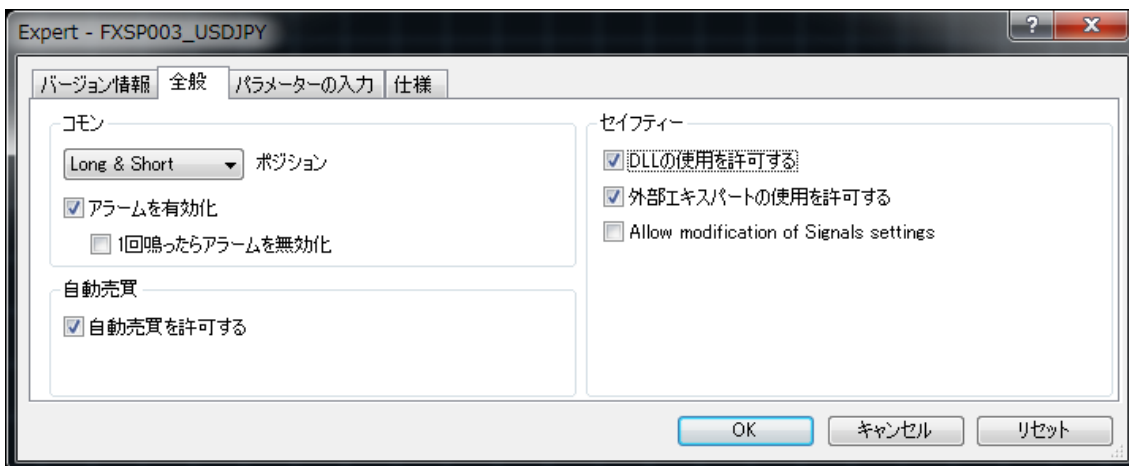 Expert - FXSP003_USDJPY
バージョン情報 全般 パラメーターの入力 仕様
コモン
Long & Short ポジション
アラームを有効化
1回鳴ったらアラームを無効化
自動売買
自動売買を許可する
セイフティー
DLLの使用を許可する
外部エキスパートの使用を許可する
Allow modification of Signals settings
OK キャンセル リセット